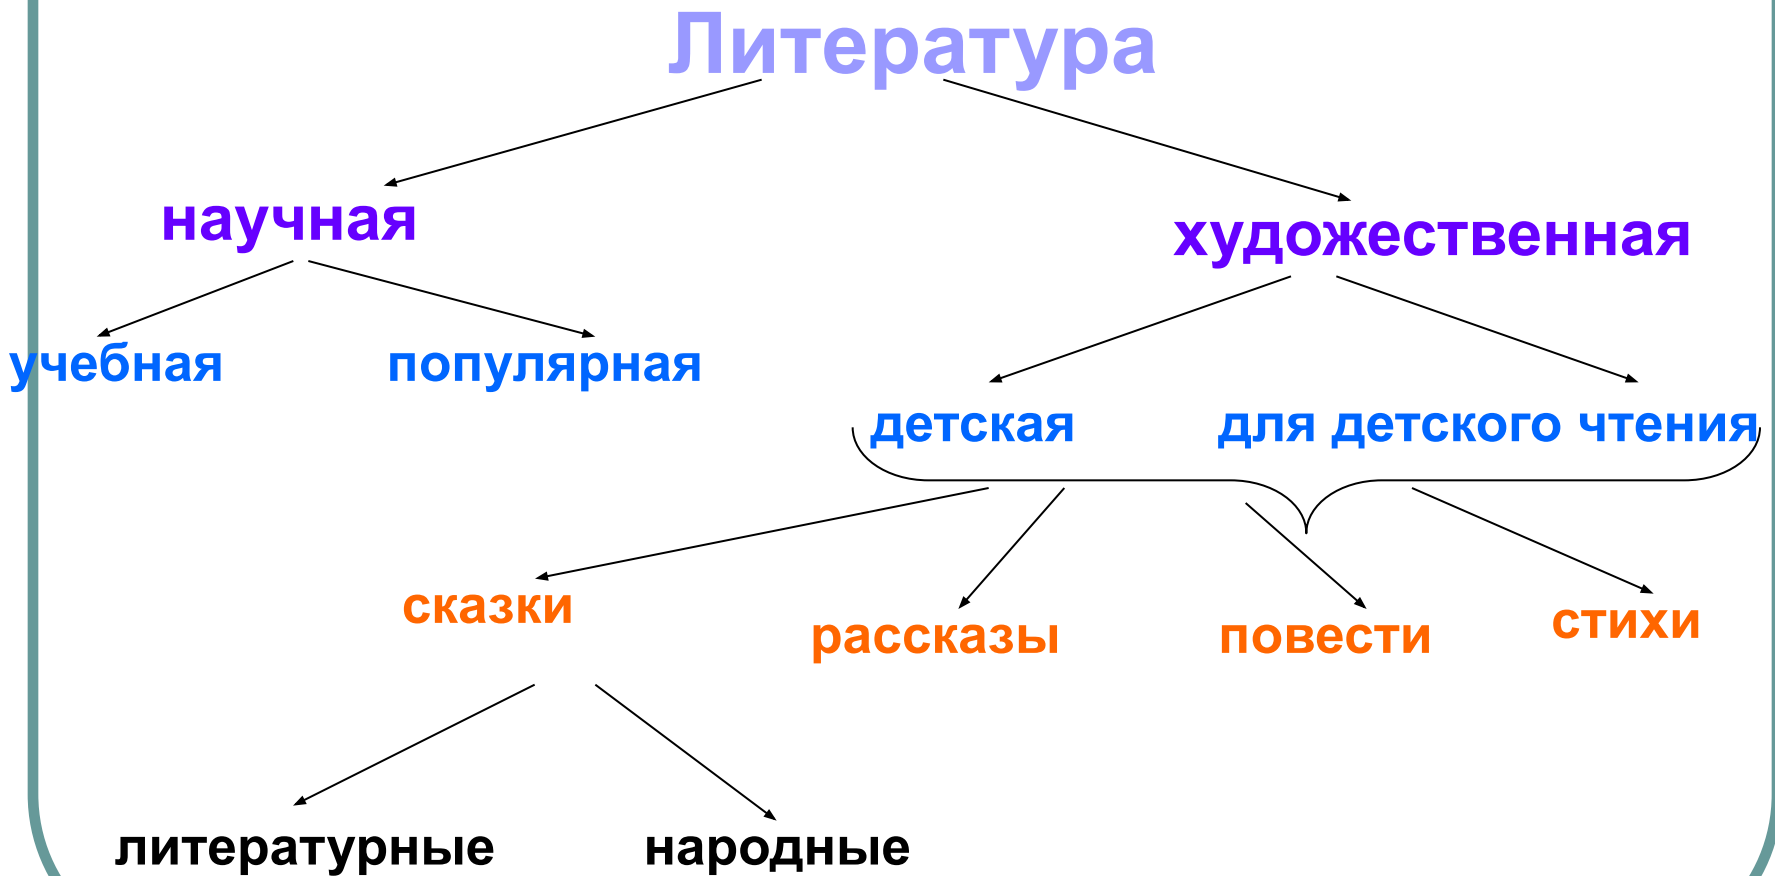 Литература
научная
художественная
учебная
популярная
детская
для детского чтения
сказки
рассказы
повести
стихи
литературные
народные